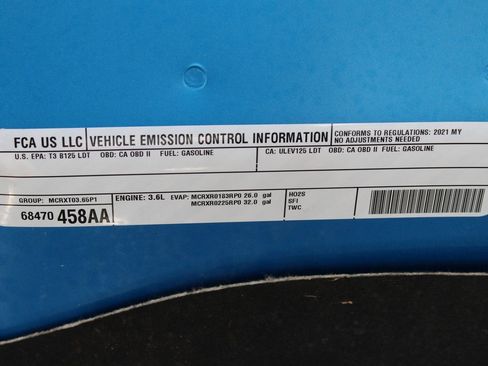 FCA US LLC VEHICLE EMISSION CONTROL INFORMATION CONFORMS TO REGULATIONS: 2021 MY
NO ADJUSTMENTS NEEDED
U.S. EPA: T3 B125 LDT OBD: CA OBD II FUEL: GASOLINE CA: ULEV125 LDT OBD: CA OBD II FUEL: GASOLINE
GROUP: MCRXT03.65P1 ENGINE: 3.6L EVAP: MCRXR0183RP0 26.0 gal HO2S
MCRXR0225RP0 32.0 gal SFI
68470 458AA TWC